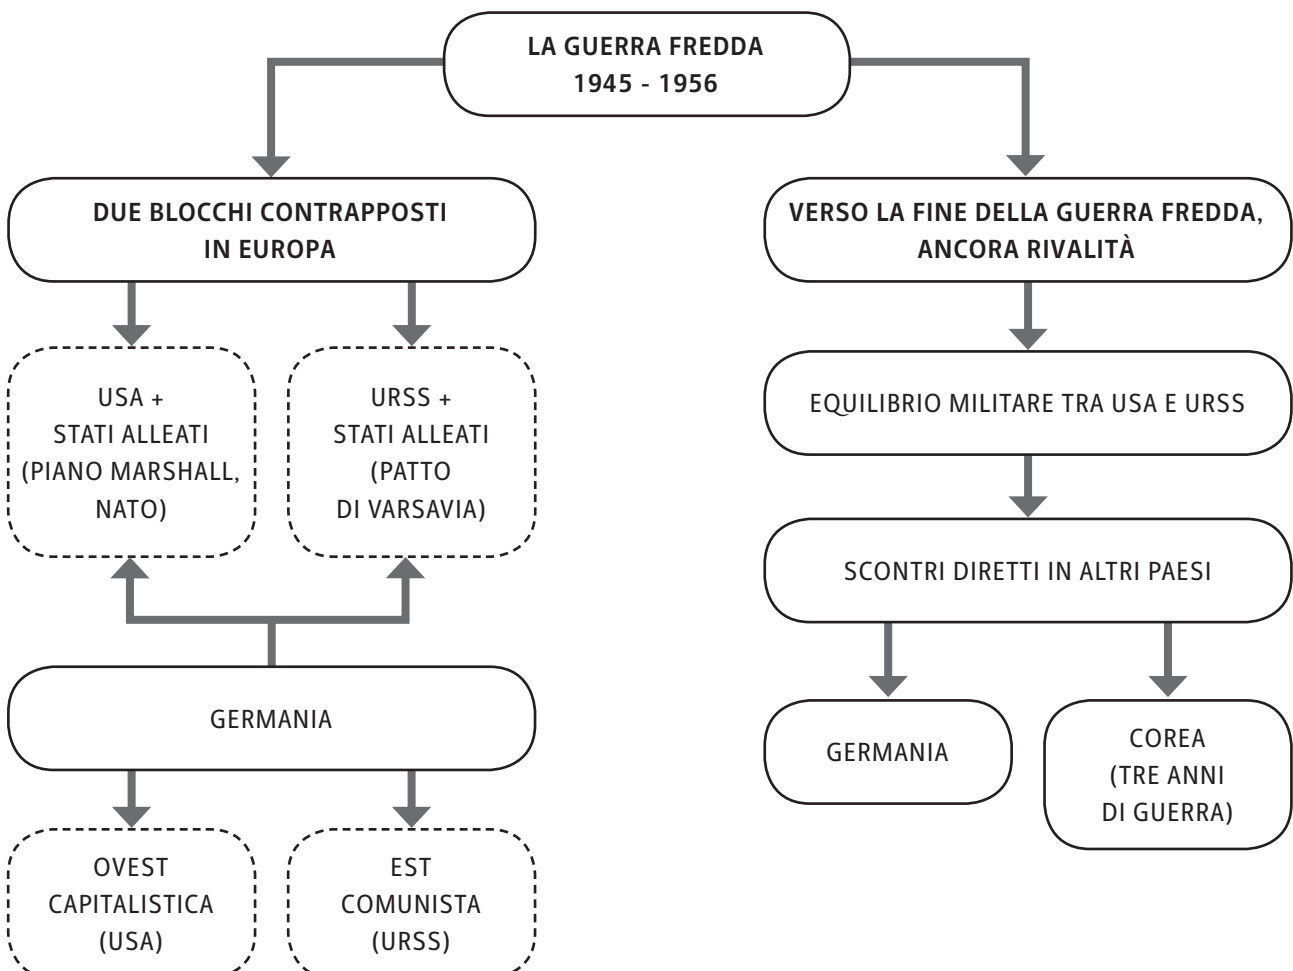 LA GUERRA FREDDA
1945 - 1956
DUE BLOCCHI CONTRAPPOSTI
IN EUROPA
USA +
STATI ALLEATI
(PIANO MARSHALL,
NATO)
URSS +
STATI ALLEATI
(PATTO
DI VARSAVIA)
GERMANIA
OVEST
CAPITALISTICA
(USA)
EST
COMUNISTA
(URSS)
VERSO LA FINE DELLA GUERRA FREDDA,
ANCORA RIVALITÀ
EQUILIBRIO MILITARE TRA USA E URSS
SCONTRI DIRETTI IN ALTRI PAESI
GERMANIA
COREA
(TRE ANNI
DI GUERRA)